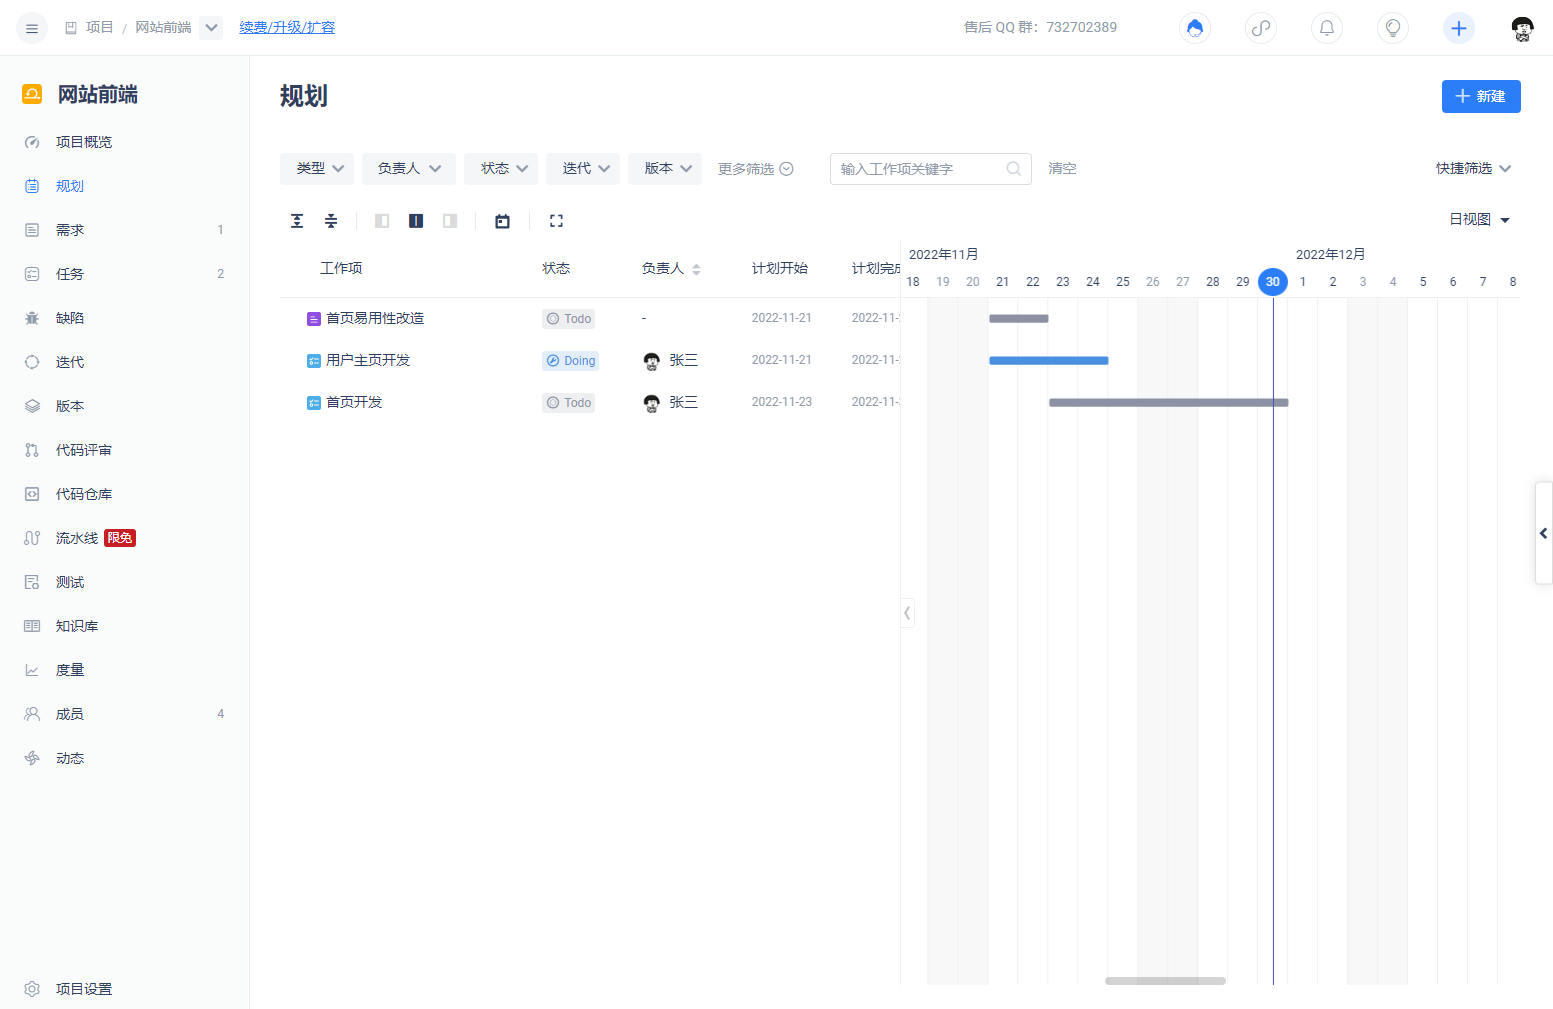 项目 / 网站前端 续费/升级/扩容 售后 QQ 群：732702389
网站前端
规划
新建
项目概览
规划
需求 1
任务 2
缺陷
迭代
版本
代码评审
代码仓库
流水线 限免
测试
知识库
度量
成员 4
动态
项目设置
类型 负责人 状态 迭代 版本 更多筛选 输入工作项关键字 清空 快捷筛选
日视图
2022年11月 2022年12月
工作项 状态 负责人 计划开始 计划完成
18 19 20 21 22 23 24 25 26 27 28 29 30 1 2 3 4 5 6 7 8
首页易用性改造 Todo - 2022-11-21 2022-11-
用户主页开发 Doing 张三 2022-11-21 2022-11-
首页开发 Todo 张三 2022-11-23 2022-11-